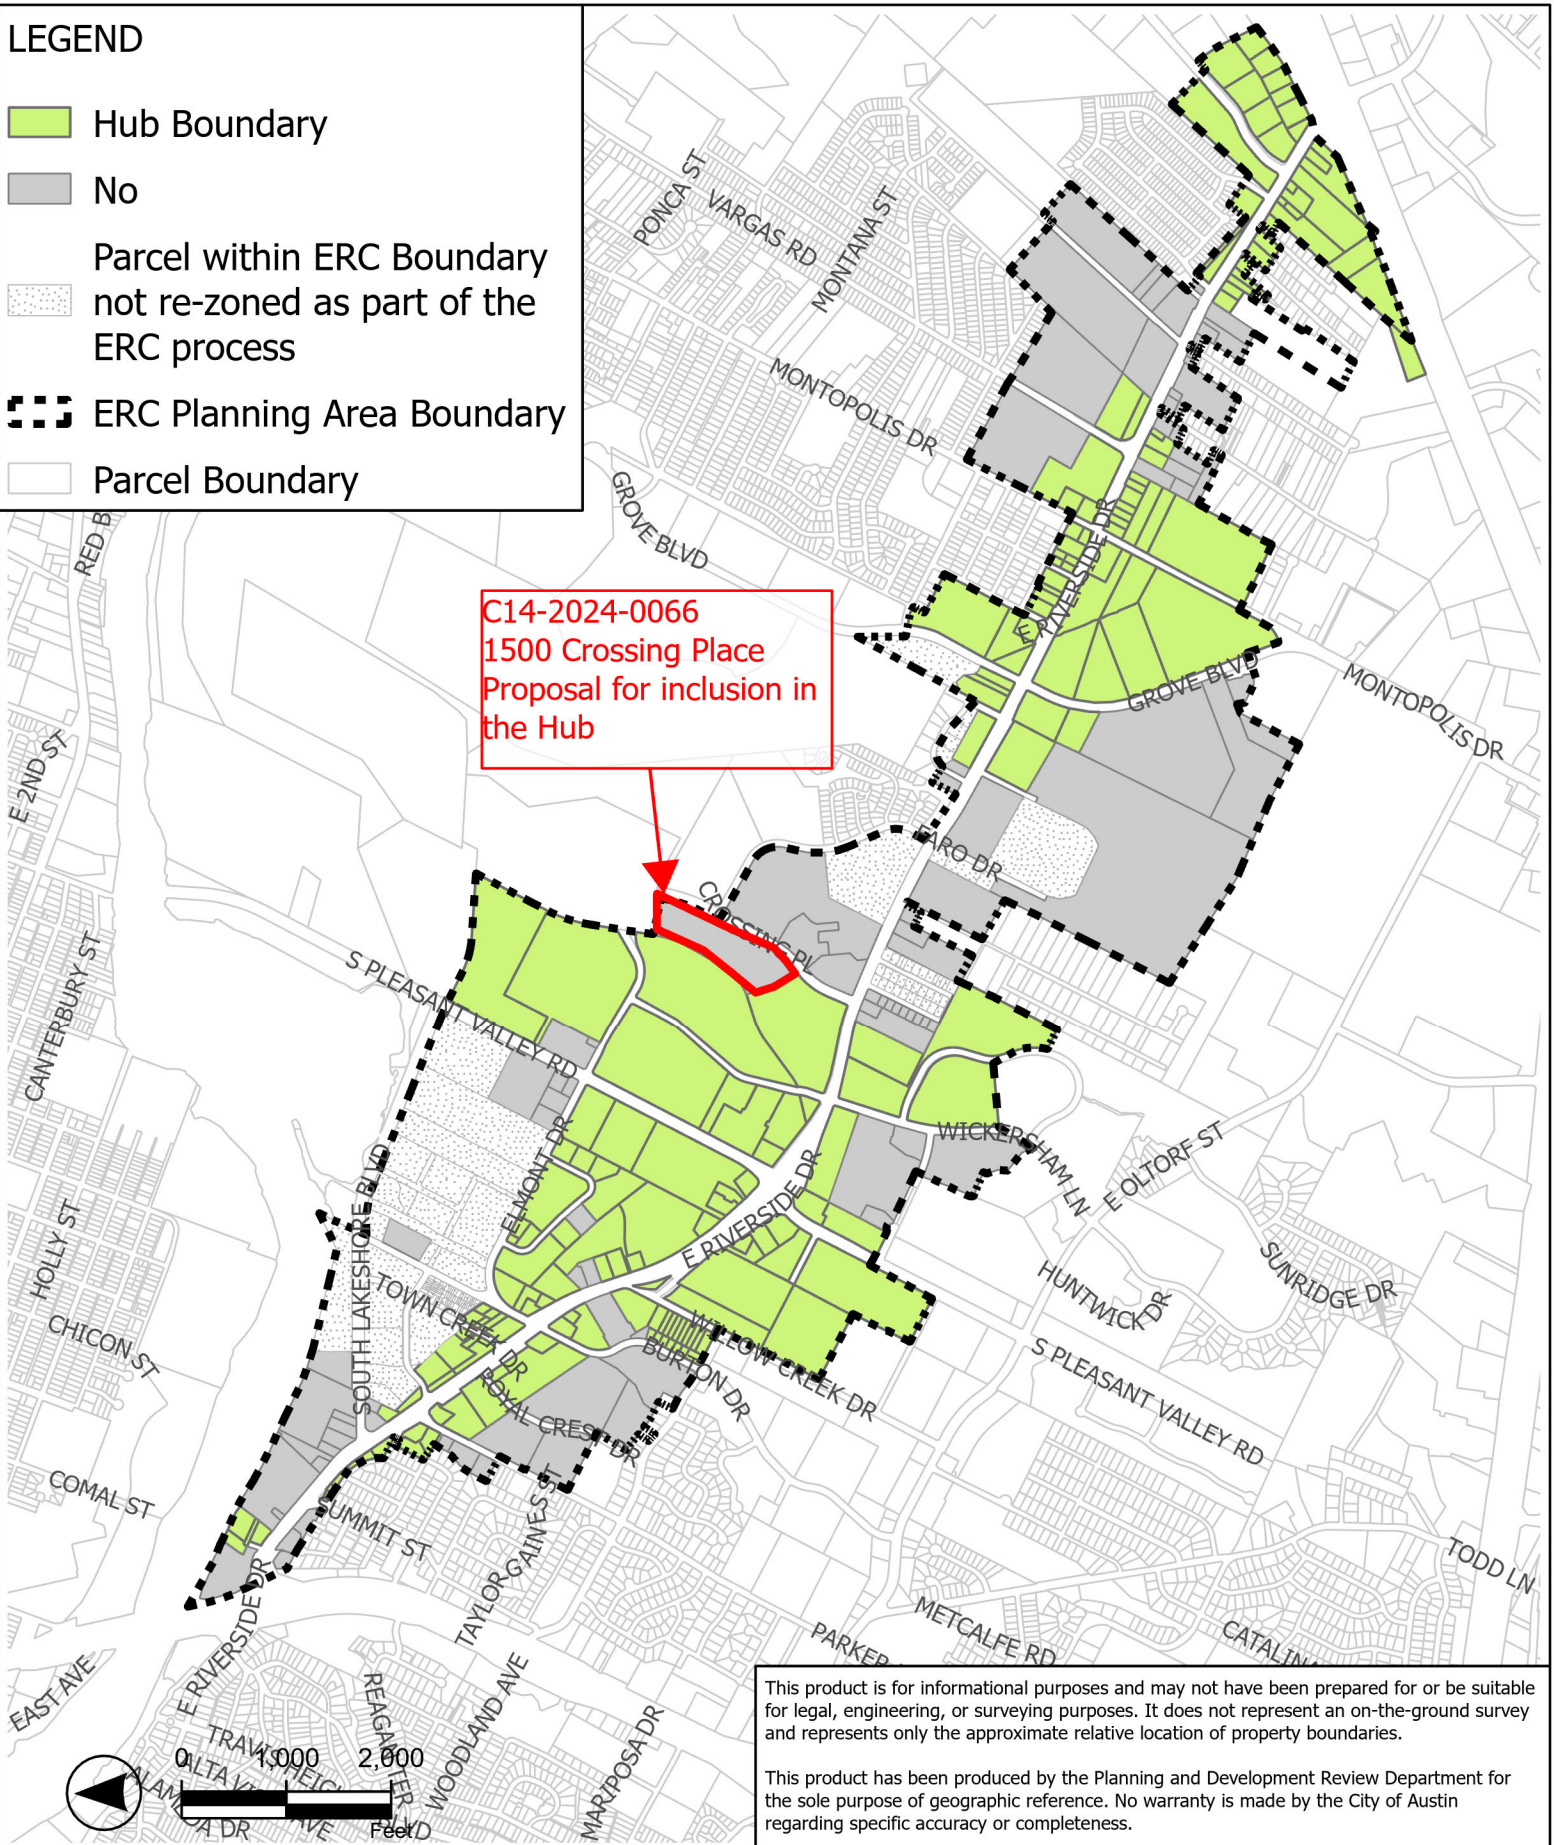 LEGEND
Hub Boundary
No
Parcel within ERC Boundary
not re-zoned as part of the
ERC process
ERC Planning Area Boundary
Parcel Boundary
PONCA ST
VARGAS RD
MONTANA ST
MONTOPOLIS DR
GROVE BLVD
RED B
E RIVERSIDE DR
C14-2024-0066
1500 Crossing Place
Proposal for inclusion in
the Hub
GROVE BLVD
MONTOPOLIS DR
E 2ND ST
FARO DR
CROSSING PL
CANTERBURY ST
S PLEASANT VALLEY RD
WICKERSHAM LN
E OLTORF ST
ELMONT DR
E RIVERSIDE DR
SOUTH LAKESHORE BLVD
HOLLY ST
CHICON ST
TOWN CREEK DR
SUNRIDGE DR
HUNTWICK DR
WILLOW CREEK DR
BURTON DR
ROYAL CREST DR
S PLEASANT VALLEY RD
COMAL ST
SUMMIT ST
TAYLOR GAINES ST
TODD LN
E RIVERSIDE DR
METCALFE RD
PARKER
CATALINA
EAST AVE
WOODLAND AVE
MARIPOSA DR
0 1,000 2,000
Feet
This product is for informational purposes and may not have been prepared for or be suitable
for legal, engineering, or surveying purposes. It does not represent an on-the-ground survey
and represents only the approximate relative location of property boundaries.
This product has been produced by the Planning and Development Review Department for
the sole purpose of geographic reference. No warranty is made by the City of Austin
regarding specific accuracy or completeness.